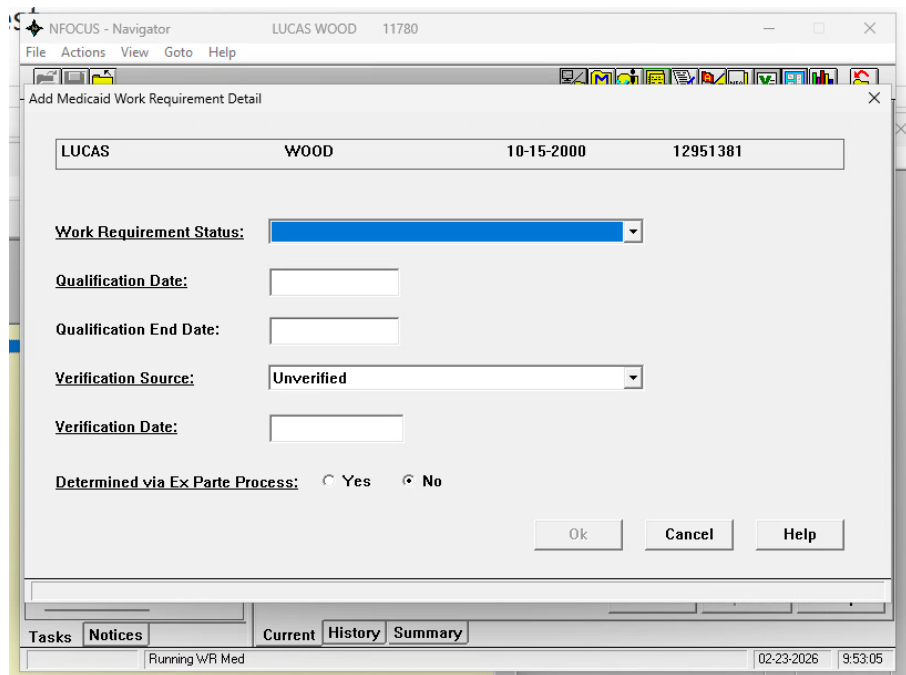 est
NFOCUS - Navigator LUCAS WOOD 11780
File Actions View Goto Help
Add Medicaid Work Requirement Detail
LUCAS WOOD 10-15-2000 12951381
Work Requirement Status:
Qualification Date:
Qualification End Date:
Verification Source: Unverified
Verification Date:
Determined via Ex Parte Process: Yes No
Ok Cancel Help
Tasks Notices Current History Summary
Running WR Med 02-23-2026 9:53:05